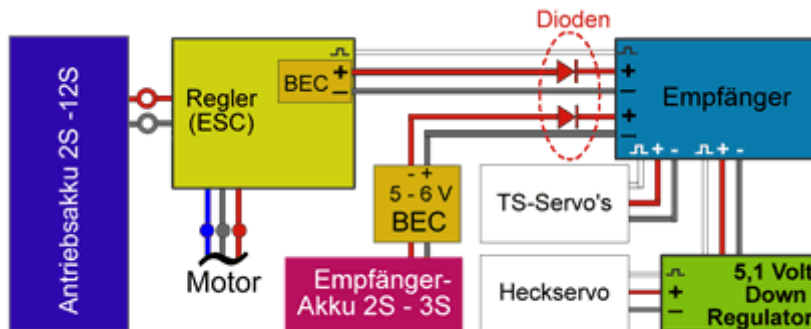 Dioden
Antriebsakku 2S -12S
Regler
(ESC)
BEC
+
–
Empfänger
+
–
+
–
+ -
- +
5 - 6 V
BEC
TS-Servo's
+ -
Motor
Empfänger-
Akku 2S - 3S
Heckservo
+
–
5,1 Volt
Down
Regulator